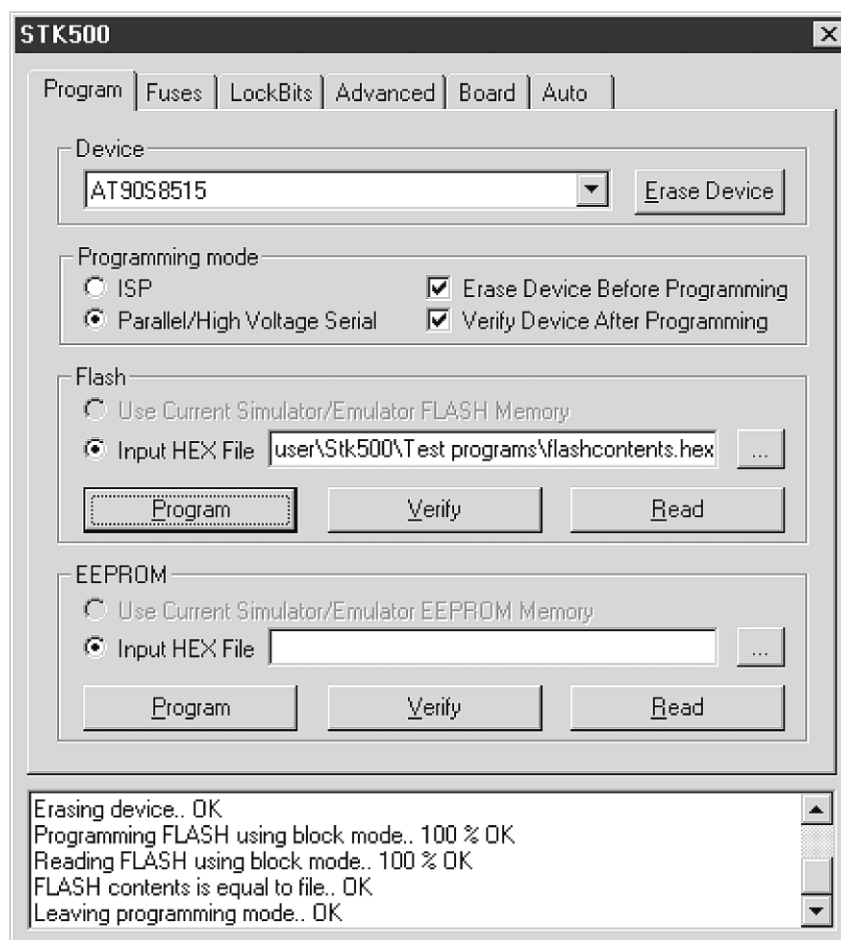 STK500
Program Fuses LockBits Advanced Board Auto
Device
AT90S8515 Erase Device
Programming mode
ISP Erase Device Before Programming
Parallel/High Voltage Serial Verify Device After Programming
Flash
Use Current Simulator/Emulator FLASH Memory
Input HEX File user\Stk500\Test programs\flashcontents.hex ...
Program Verify Read
EEPROM
Use Current Simulator/Emulator EEPROM Memory
Input HEX File ...
Program Verify Read
Erasing device.. OK
Programming FLASH using block mode.. 100 % OK
Reading FLASH using block mode.. 100 % OK
FLASH contents is equal to file.. OK
Leaving programming mode.. OK